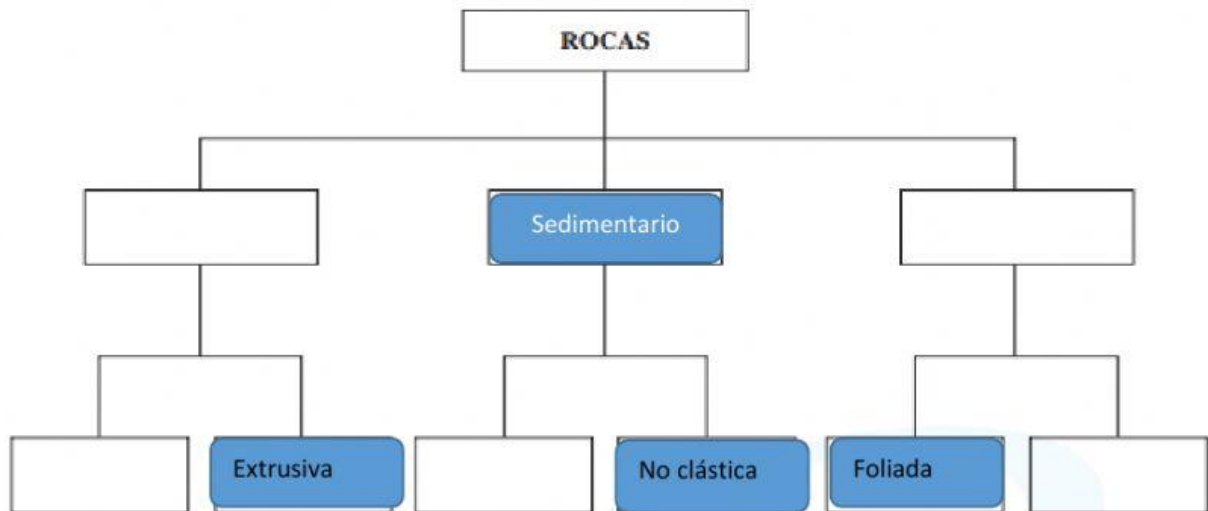 ROCAS
Sedimentario
Extrusiva
No clástica
Foliada